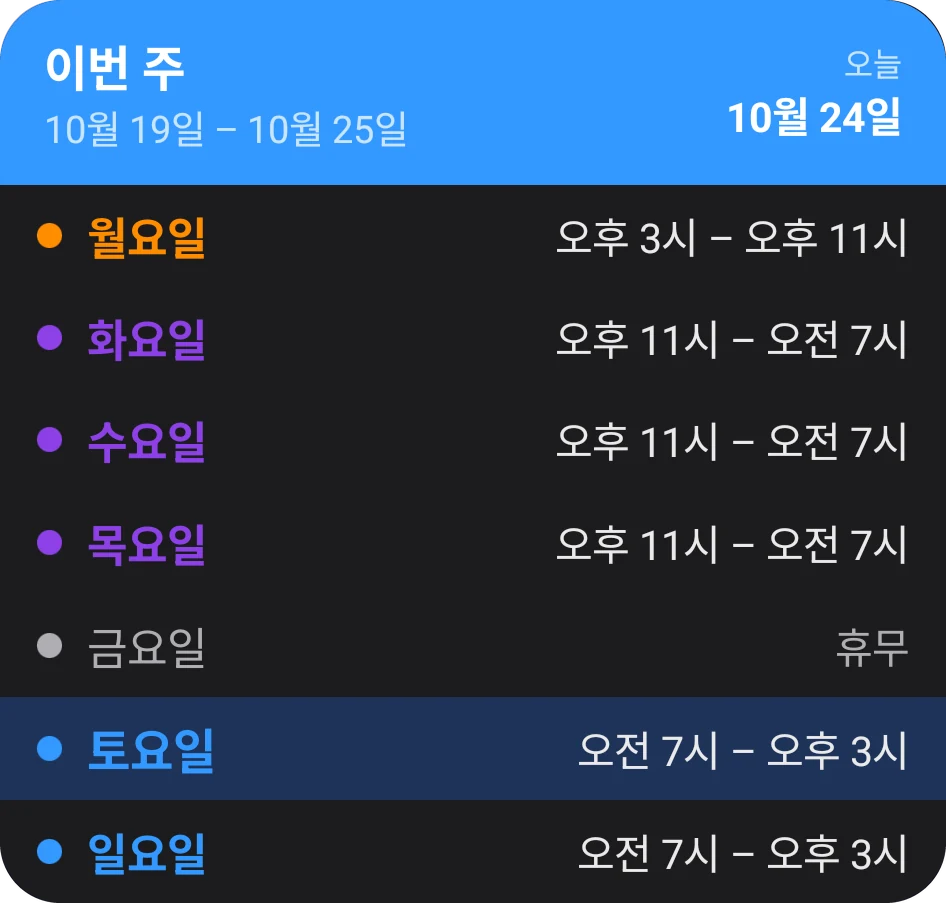 이번 주
10월 19일 – 10월 25일
오늘
10월 24일
월요일 오후 3시 – 오후 11시
화요일 오후 11시 – 오전 7시
수요일 오후 11시 – 오전 7시
목요일 오후 11시 – 오전 7시
금요일 휴무
토요일 오전 7시 – 오후 3시
일요일 오전 7시 – 오후 3시